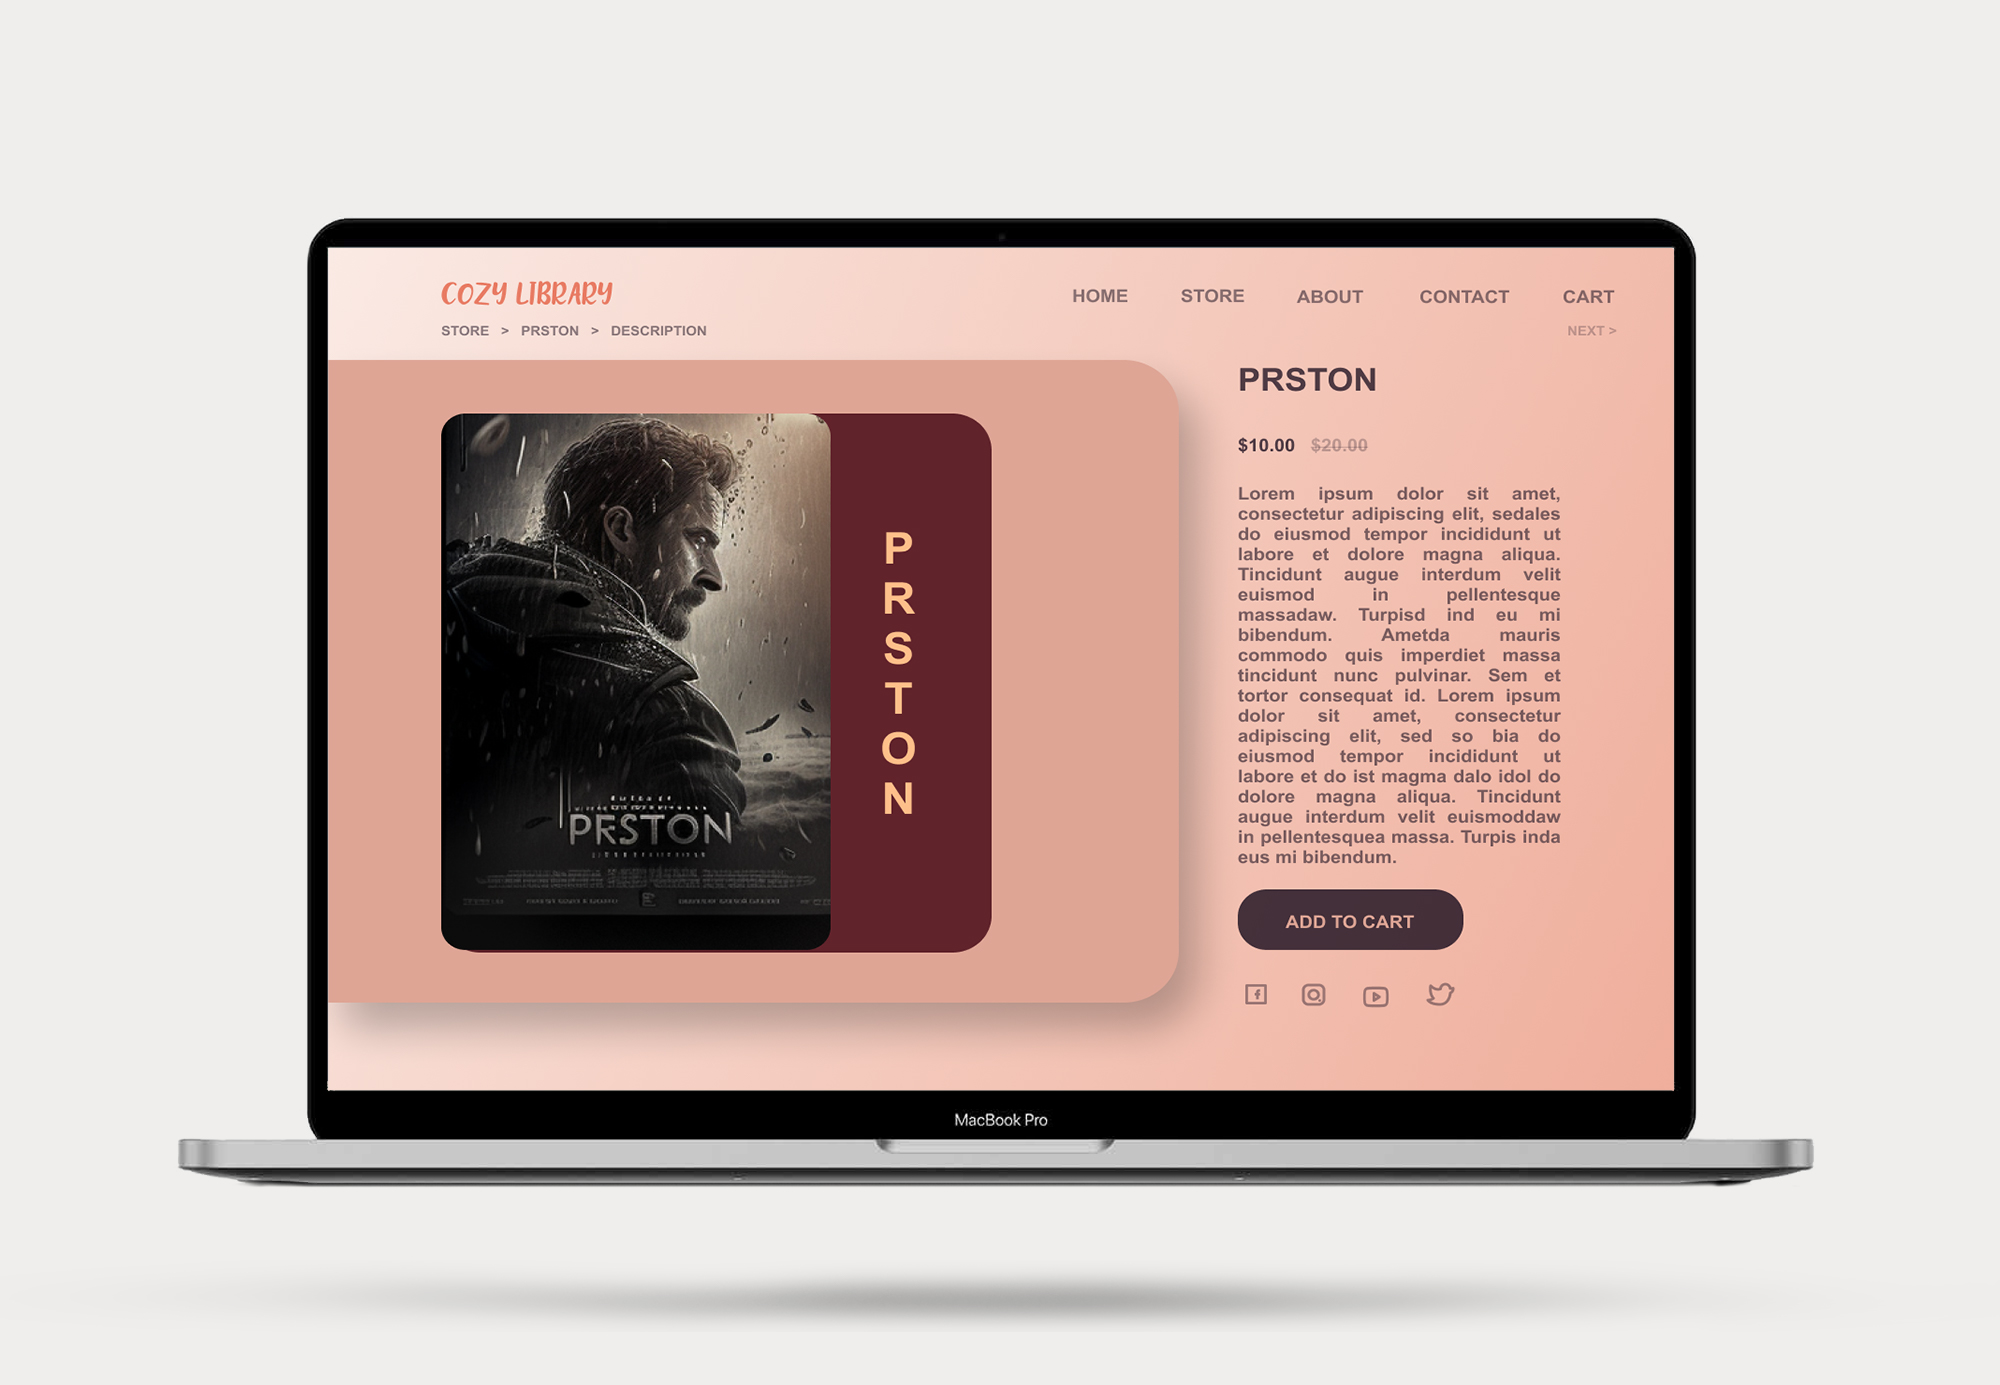 COZY LIBRARY
HOME STORE ABOUT CONTACT CART
STORE > PRSTON > DESCRIPTION
NEXT >
PRSTON
PRSTON
PRSTON
$10.00 $20.00
Lorem ipsum dolor sit amet,
consectetur adipiscing elit, sedales
do eiusmod tempor incididunt ut
labore et dolore magna aliqua.
Tincidunt augue interdum velit
euismod in pellentesque
massadaw. Turpisd ind eu mi
bibendum. Ametda mauris
commodo quis imperdiet massa
tincidunt nunc pulvinar. Sem et
tortor consequat id. Lorem ipsum
dolor sit amet, consectetur
adipiscing elit, sed so bia do
eiusmod tempor incididunt ut
labore et do ist magma dalo idol do
dolore magna aliqua. Tincidunt
augue interdum velit euismoddaw
in pellentesquea massa. Turpis inda
eus mi bibendum.
ADD TO CART
MacBook Pro